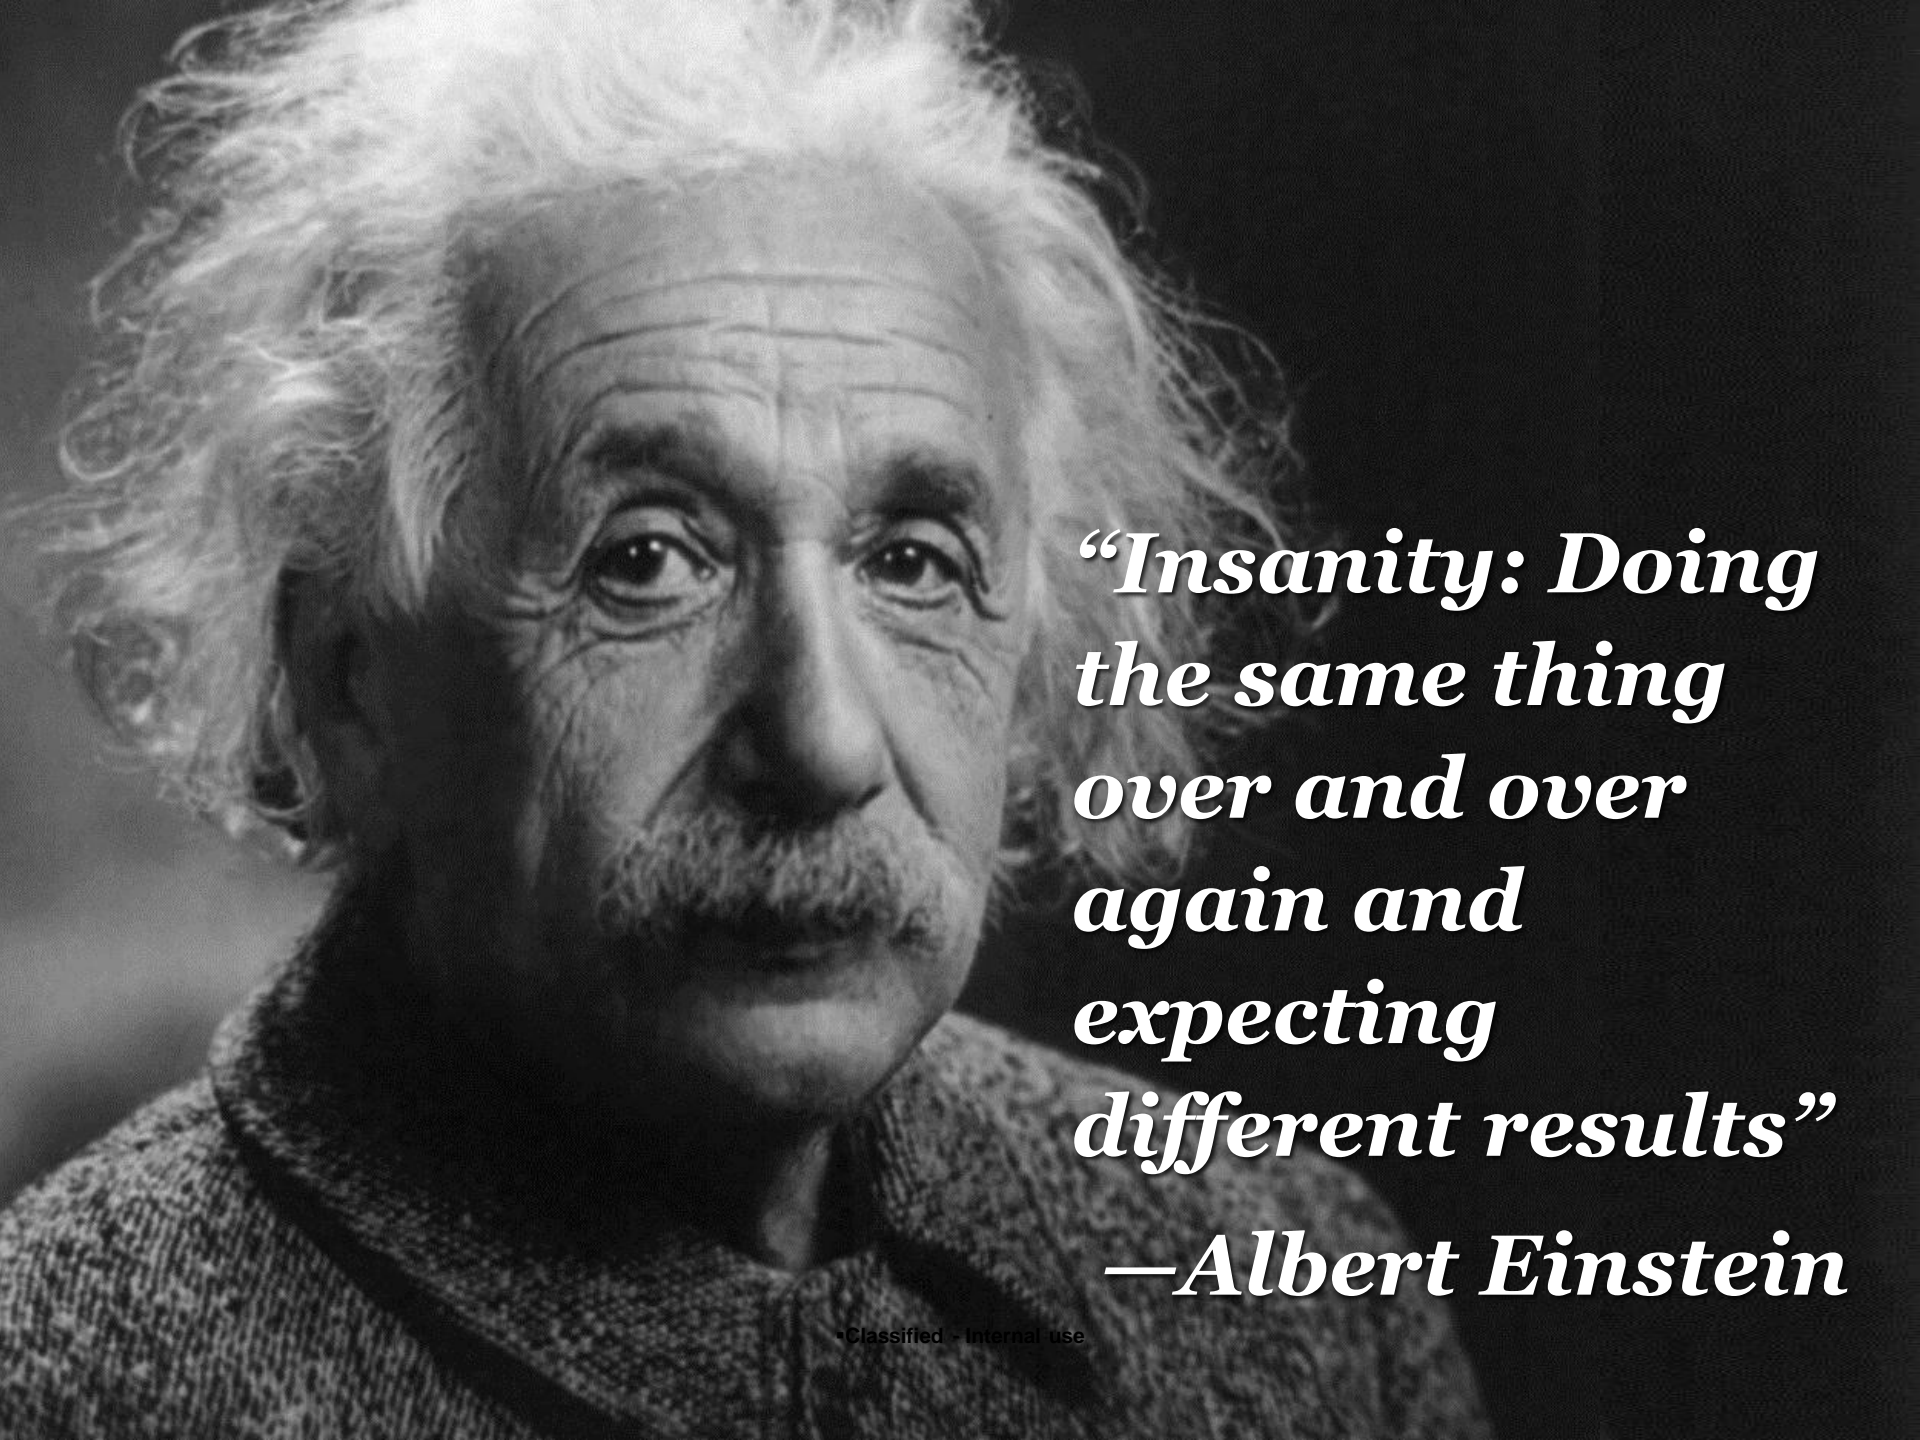 “Insanity: Doing
the same thing
over and over
again and
expecting
different results”
—Albert Einstein
•Classified - Internal use